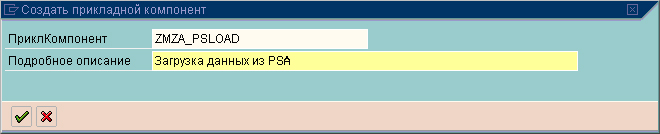 Создать прикладной компонент
ПриклКомпонент ZMZA_PSLOAD
Подробное описание Загрузка данных из PSA